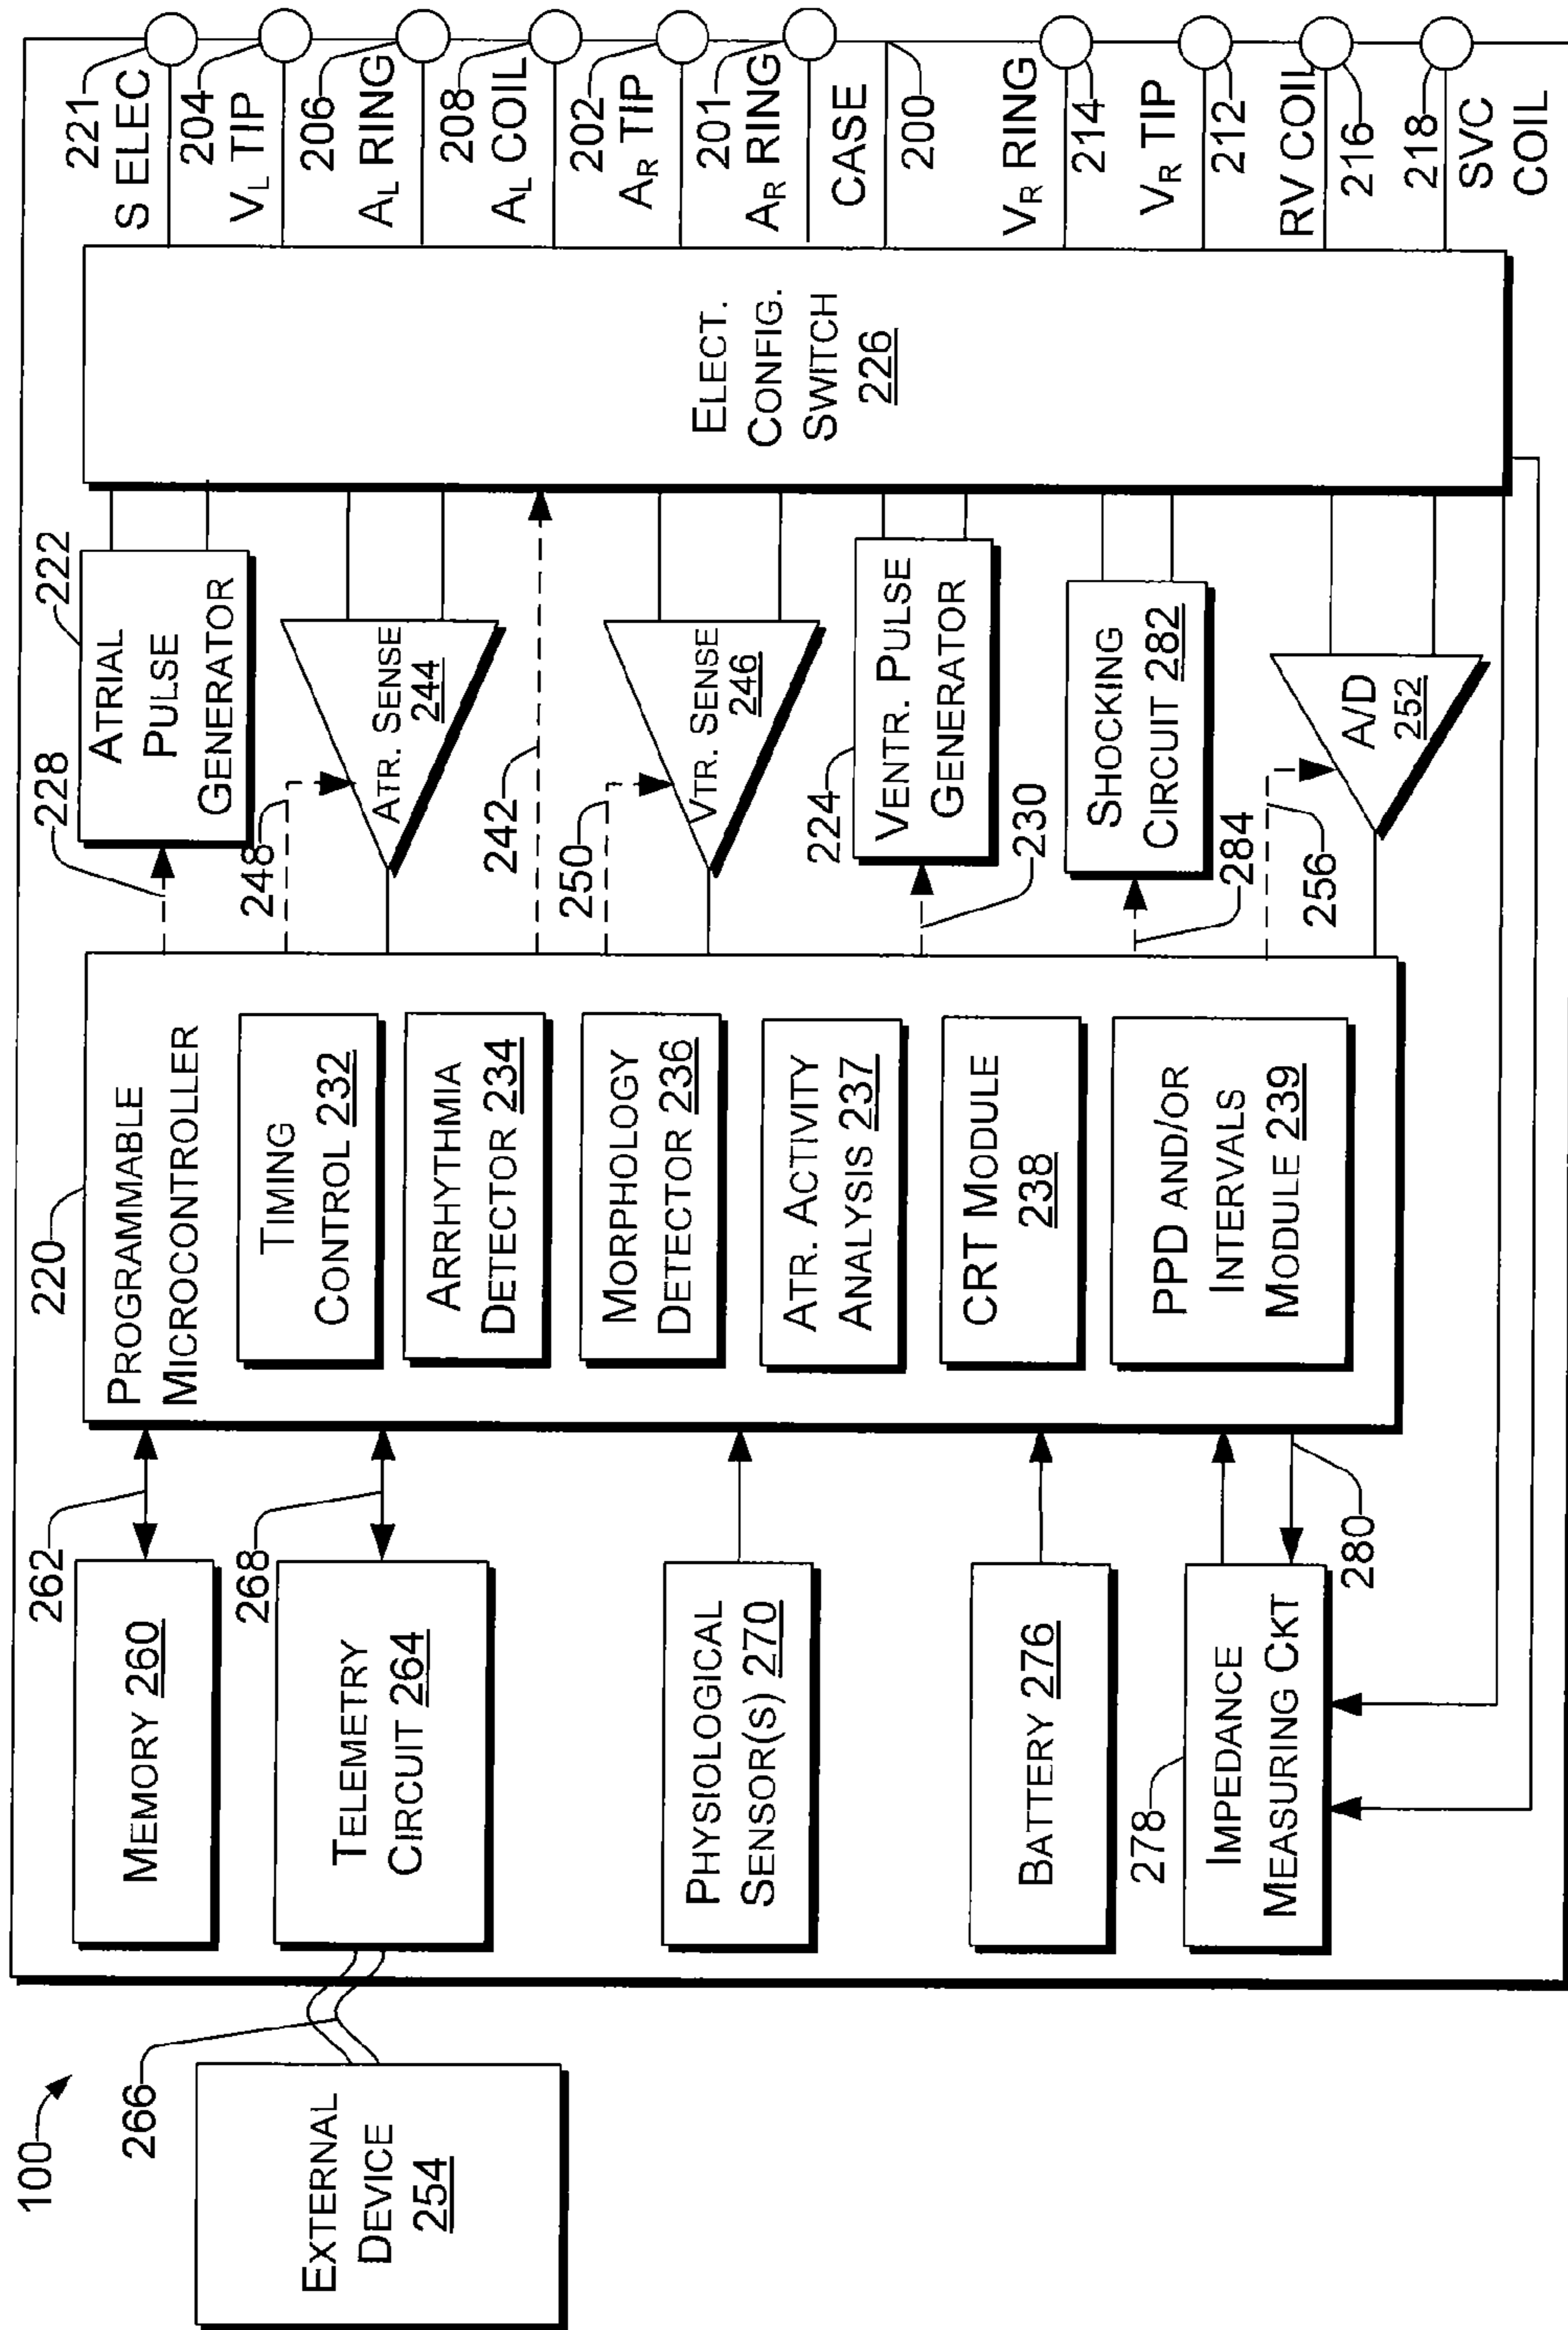 100
EXTERNAL
DEVICE
254
266
MEMORY 260
262
TELEMETRY
CIRCUIT 264
268
PHYSIOLOGICAL
SENSOR(S) 270
BATTERY 276
278
IMPEDANCE
MEASURING CKT
280
220
PROGRAMMABLE
MICROCONTROLLER
TIMING
CONTROL 232
ARRHYTHMIA
DETECTOR 234
MORPHOLOGY
DETECTOR 236
ATR. ACTIVITY
ANALYSIS 237
CRT MODULE
238
PPD AND/OR
INTERVALS
MODULE 239
228
222
ATRIAL
PULSE
GENERATOR
248
ATR. SENSE
244
242
250
VTR. SENSE
246
224
VENTR. PULSE
GENERATOR
230
SHOCKING
CIRCUIT 282
284
256
A/D
252
ELECT.
CONFIG.
SWITCH
226
221
S ELEC
204
VL TIP
206
AL RING
208
AL COIL
202
AR TIP
201
AR RING
CASE
200
VR RING
214
VR TIP
212
RV COIL
216
218
SVC
COIL